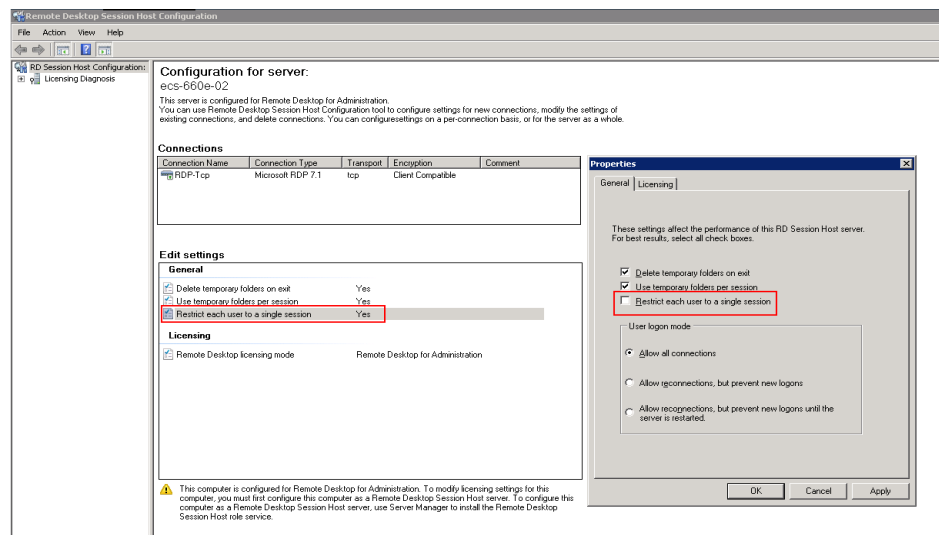 Remote Desktop Session Host Configuration
File Action View Help
RD Session Host Configuration:
Licensing Diagnosis
Configuration for server:
ecs-660e-02
This server is configured for Remote Desktop for Administration.
You can use Remote Desktop Session Host Configuration tool to configure settings for new connections, modify the settings of
existing connections, and delete connections. You can configuresettings on a per-connection basis, or for the server as a whole.
Connections
Connection Name Connection Type Transport Encryption Comment
RDP-Tcp Microsoft RDP 7.1 tcp Client Compatible
Edit settings
General
Delete temporary folders on exit Yes
Use temporary folders per session Yes
Restrict each user to a single session Yes
Licensing
Remote Desktop licensing mode Remote Desktop for Administration
This computer is configured for Remote Desktop for Administration. To modify licensing settings for this
computer, you must first configure this computer as a Remote Desktop Session Host server. To configure this
computer as a Remote Desktop Session Host server, use Server Manager to install the Remote Desktop
Session Host role service.
Properties
General Licensing
These settings affect the performance of this RD Session Host server.
For best results, select all check boxes.
Delete temporary folders on exit
Use temporary folders per session
Restrict each user to a single session
User logon mode
Allow all connections
Allow reconnections, but prevent new logons
Allow reconnections, but prevent new logons until the
server is restarted.
OK Cancel Apply